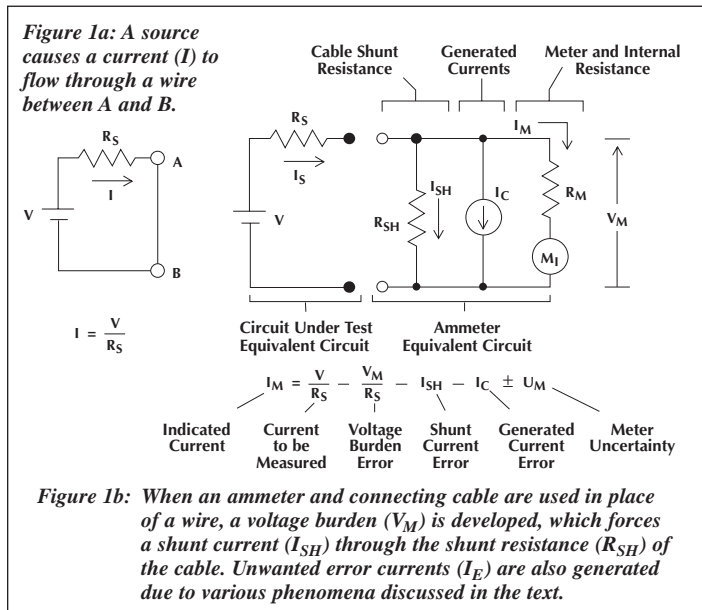 Figure 1a: A source
causes a current (I) to
flow through a wire
between A and B.
RS
A
I
V
B
I = V
RS
Cable Shunt
Resistance
Generated
Currents
Meter and Internal
Resistance
IM
RS
IS
ISH
IC
RM
V
RSH
VM
MI
Circuit Under Test
Equivalent Circuit
Ammeter
Equivalent Circuit
IM = V/RS − VM/RS − ISH − IC ± UM
Indicated
Current
Current
to be
Measured
Voltage
Burden
Error
Shunt
Current
Error
Generated
Current
Error
Meter
Uncertainty
Figure 1b: When an ammeter and connecting cable are used in place
of a wire, a voltage burden (VM) is developed, which forces
a shunt current (ISH) through the shunt resistance (RSH) of
the cable. Unwanted error currents (IE) are also generated
due to various phenomena discussed in the text.